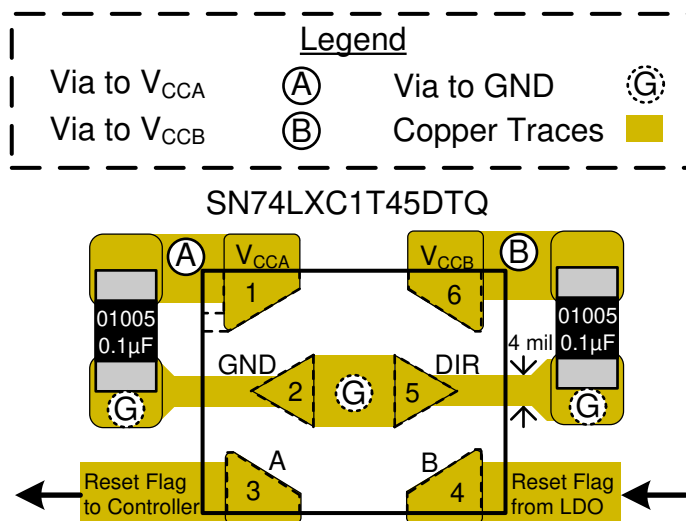 Legend
Via to VCCA A Via to GND G
Via to VCCB B Copper Traces
SN74LXC1T45DTQ
A B
VCCA VCCB
1 6
01005 01005
0.1µF 0.1µF
4 mil
GND DIR
2 G 5
G G
A B
Reset Flag Reset Flag
to Controller 3 4 from LDO